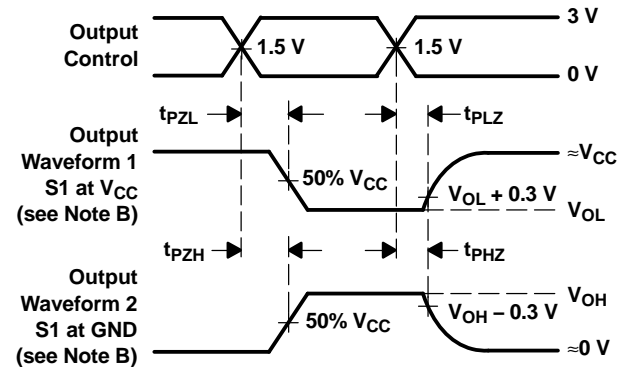 3 V
Output
Control
1.5 V
1.5 V
0 V
tPZL
tPLZ
Output
Waveform 1
S1 at VCC
(see Note B)
≈VCC
50% VCC
VOL + 0.3 V
VOL
tPZH
tPHZ
Output
Waveform 2
S1 at GND
(see Note B)
VOH
VOH − 0.3 V
50% VCC
≈0 V